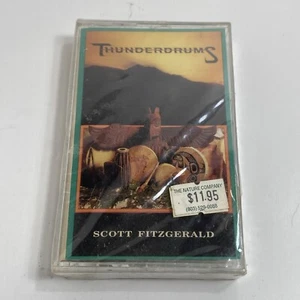 THUNDERDRUMS
THE NATURE COMPANY
$11.95
SCOTT FITZGERALD